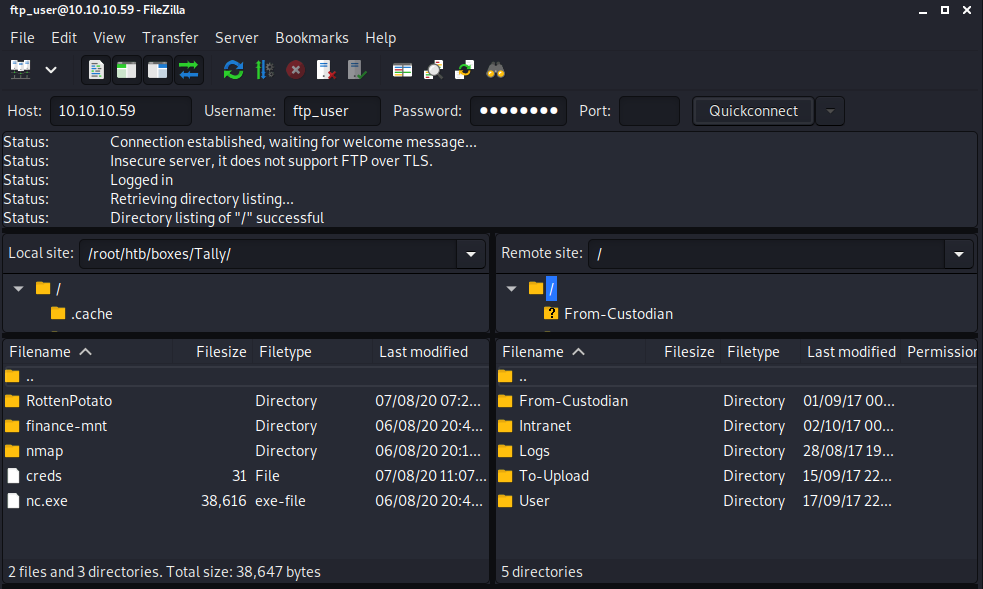 ftp_user@10.10.10.59 - FileZilla
File Edit View Transfer Server Bookmarks Help
Host: 10.10.10.59 Username: ftp_user Password: ●●●●●●●● Port: Quickconnect
Status: Connection established, waiting for welcome message...
Status: Insecure server, it does not support FTP over TLS.
Status: Logged in
Status: Retrieving directory listing...
Status: Directory listing of "/" successful
Local site: /root/htb/boxes/Tally/
/
.cache
Filename Filesize Filetype Last modified
..
RottenPotato Directory 07/08/20 07:2...
finance-mnt Directory 06/08/20 20:4...
nmap Directory 06/08/20 20:1...
creds 31 File 07/08/20 11:07...
nc.exe 38,616 exe-file 06/08/20 20:4...
2 files and 3 directories. Total size: 38,647 bytes
Remote site: /
/
From-Custodian
Filename Filesize Filetype Last modified Permission
..
From-Custodian Directory 01/09/17 00...
Intranet Directory 02/10/17 00...
Logs Directory 28/08/17 19...
To-Upload Directory 15/09/17 22...
User Directory 17/09/17 22...
5 directories